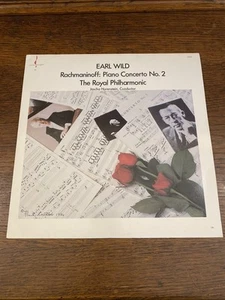 EARL WILD
Rachmaninoff: Piano Concerto No. 2
The Royal Philharmonic
Jascha Horenstein, Conductor